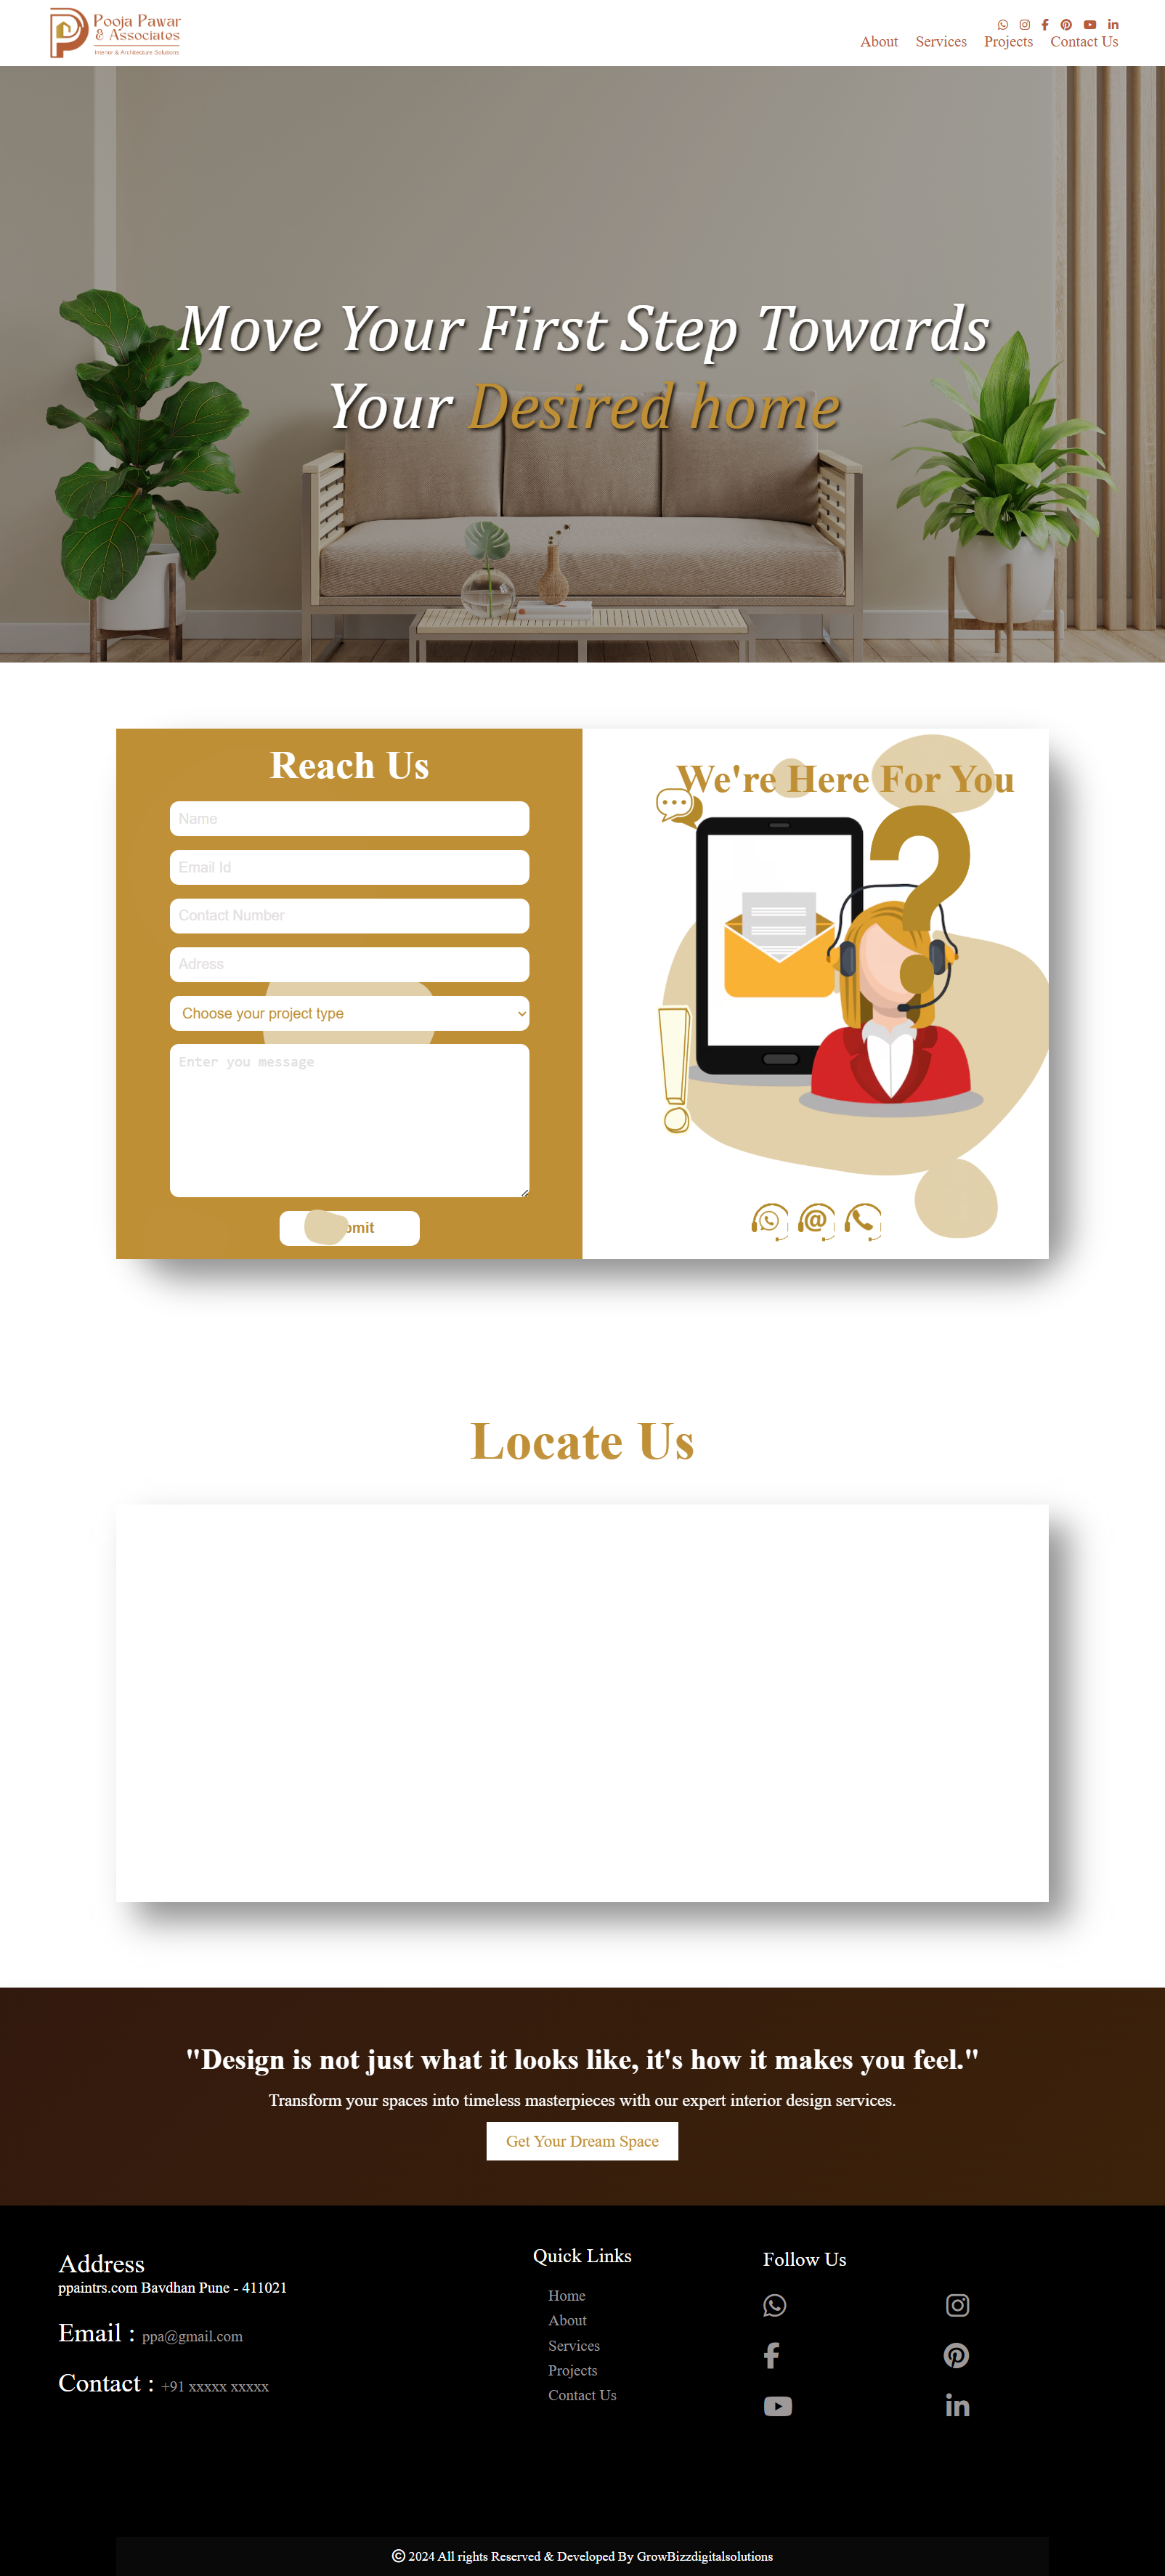 Pooja Pawar
& Associates
Interior & Architecture Solutions
About Services Projects Contact Us
Move Your First Step Towards
Your Desired home
Reach Us
Name
Email Id
Contact Number
Adress
Choose your project type
Enter you message
mit
We're Here For You
?
Locate Us
"Design is not just what it looks like, it's how it makes you feel."
Transform your spaces into timeless masterpieces with our expert interior design services.
Get Your Dream Space
Address
ppaintrs.com Bavdhan Pune - 411021
Email : ppa@gmail.com
Contact : +91 xxxxx xxxxx
Quick Links
Home
About
Services
Projects
Contact Us
Follow Us
© 2024 All rights Reserved & Developed By GrowBizzdigitalsolutions